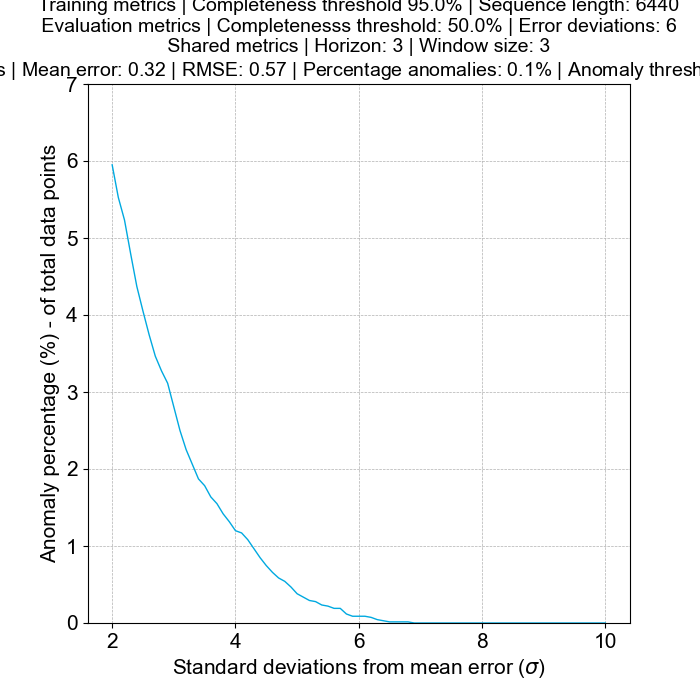 Training metrics | Completeness threshold 95.0% | Sequence length: 6440
Evaluation metrics | Completenesss threshold: 50.0% | Error deviations: 6
Shared metrics | Horizon: 3 | Window size: 3
s | Mean error: 0.32 | RMSE: 0.57 | Percentage anomalies: 0.1% | Anomaly thresh
7
6
5
4
3
2
1
0
Anomaly percentage (%) - of total data points
2 4 6 8 10
Standard deviations from mean error (σ)